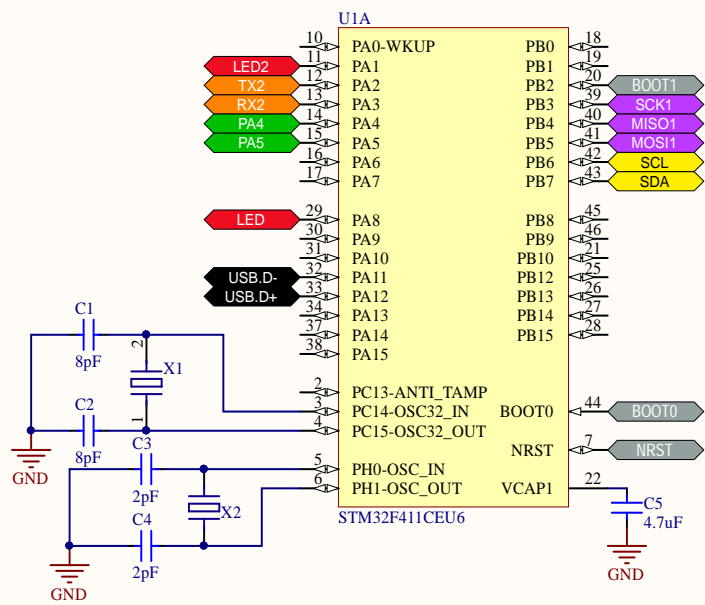 U1A
10 PA0-WKUP PB0 18
11 PA1 PB1 19
LED2
12 PA2 PB2 20
TX2 BOOT1
13 PA3 PB3 39
RX2 SCK1
14 PA4 PB4 40
PA4 MISO1
15 PA5 PB5 41
PA5 MOSI1
16 PA6 PB6 42
SCL
17 PA7 PB7 43
SDA
LED 29 PA8 PB8 45
30 PA9 PB9 46
31 PA10 PB10 21
USB.D- 32 PA11 PB12 25
USB.D+ 33 PA12 PB13 26
34 PA13 PB14 27
37 PA14 PB15 28
38 PA15
C1
8pF
2
X1
1
C2
8pF
2 PC13-ANTI_TAMP
3 PC14-OSC32_IN BOOT0 44 BOOT0
4 PC15-OSC32_OUT
NRST 7 NRST
GND
C3
2pF
5 PH0-OSC_IN
6 PH1-OSC_OUT VCAP1 22
X2
C4
2pF
GND
STM32F411CEU6
C5
4.7uF
GND